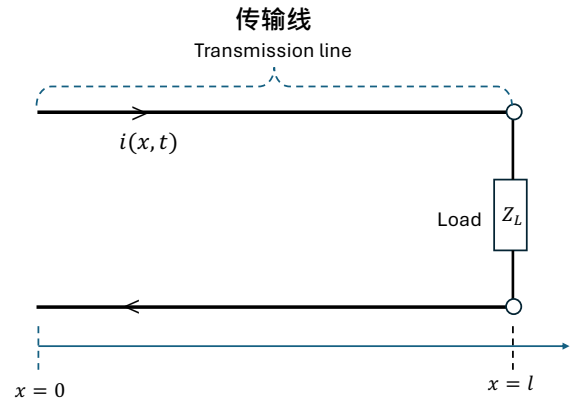 传输线
Transmission line
i(x,t)
Load
Z_L
x = 0
x = l